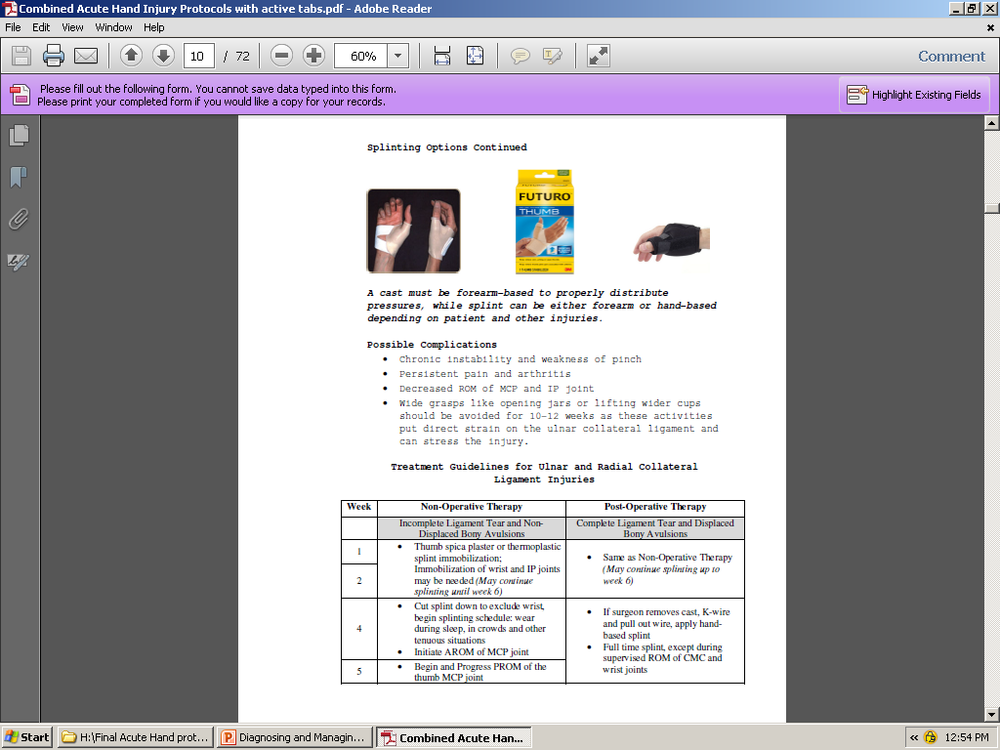 Combined Acute Hand Injury Protocols with active tabs.pdf - Adobe Reader
File Edit View Window Help
10 / 72 60% Comment
Please fill out the following form. You cannot save data typed into this form.
Please print your completed form if you would like a copy for your records.
Highlight Existing Fields
Splinting Options Continued
FUTURO
THUMB
A cast must be forearm-based to properly distribute
pressures, while splint can be either forearm or hand-based
depending on patient and other injuries.
Possible Complications
• Chronic instability and weakness of pinch
• Persistent pain and arthritis
• Decreased ROM of MCP and IP joint
• Wide grasps like opening jars or lifting wider cups
should be avoided for 10-12 weeks as these activities
put direct strain on the ulnar collateral ligament and
can stress the injury.
Treatment Guidelines for Ulnar and Radial Collateral
Ligament Injuries
Week Non-Operative Therapy Post-Operative Therapy
Incomplete Ligament Tear and Non-
Displaced Bony Avulsions
Complete Ligament Tear and Displaced
Bony Avulsions
1
2
• Thumb spica plaster or thermoplastic
splint immobilization;
Immobilization of wrist and IP joints
may be needed (May continue
splinting until week 6)
• Same as Non-Operative Therapy
(May continue splinting up to
week 6)
4
• Cut splint down to exclude wrist,
begin splinting schedule: wear
during sleep, in crowds and other
tenuous situations
• Initiate AROM of MCP joint
• If surgeon removes cast, K-wire
and pull out wire, apply hand-
based splint
• Full time splint, except during
supervised ROM of CMC and
wrist joints
5
• Begin and Progress PROM of the
thumb MCP joint
Start H:\Final Acute Hand prot... Diagnosing and Managin... Combined Acute Han... 12:54 PM